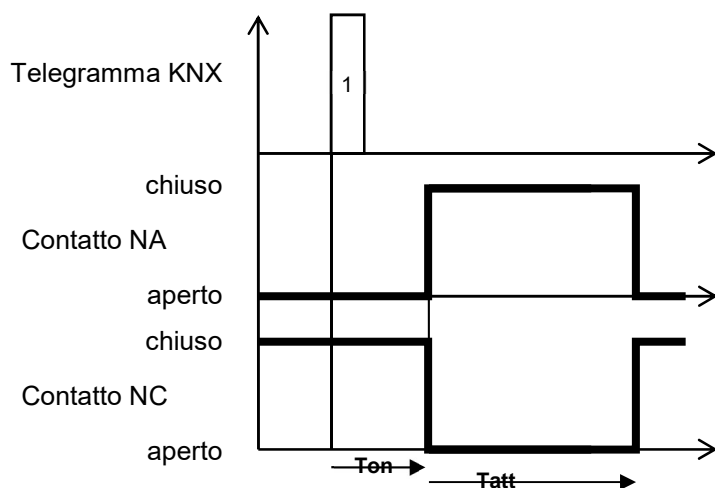 Telegramma KNX
1
chiuso
Contatto NA
aperto
chiuso
Contatto NC
aperto
Ton
Tatt